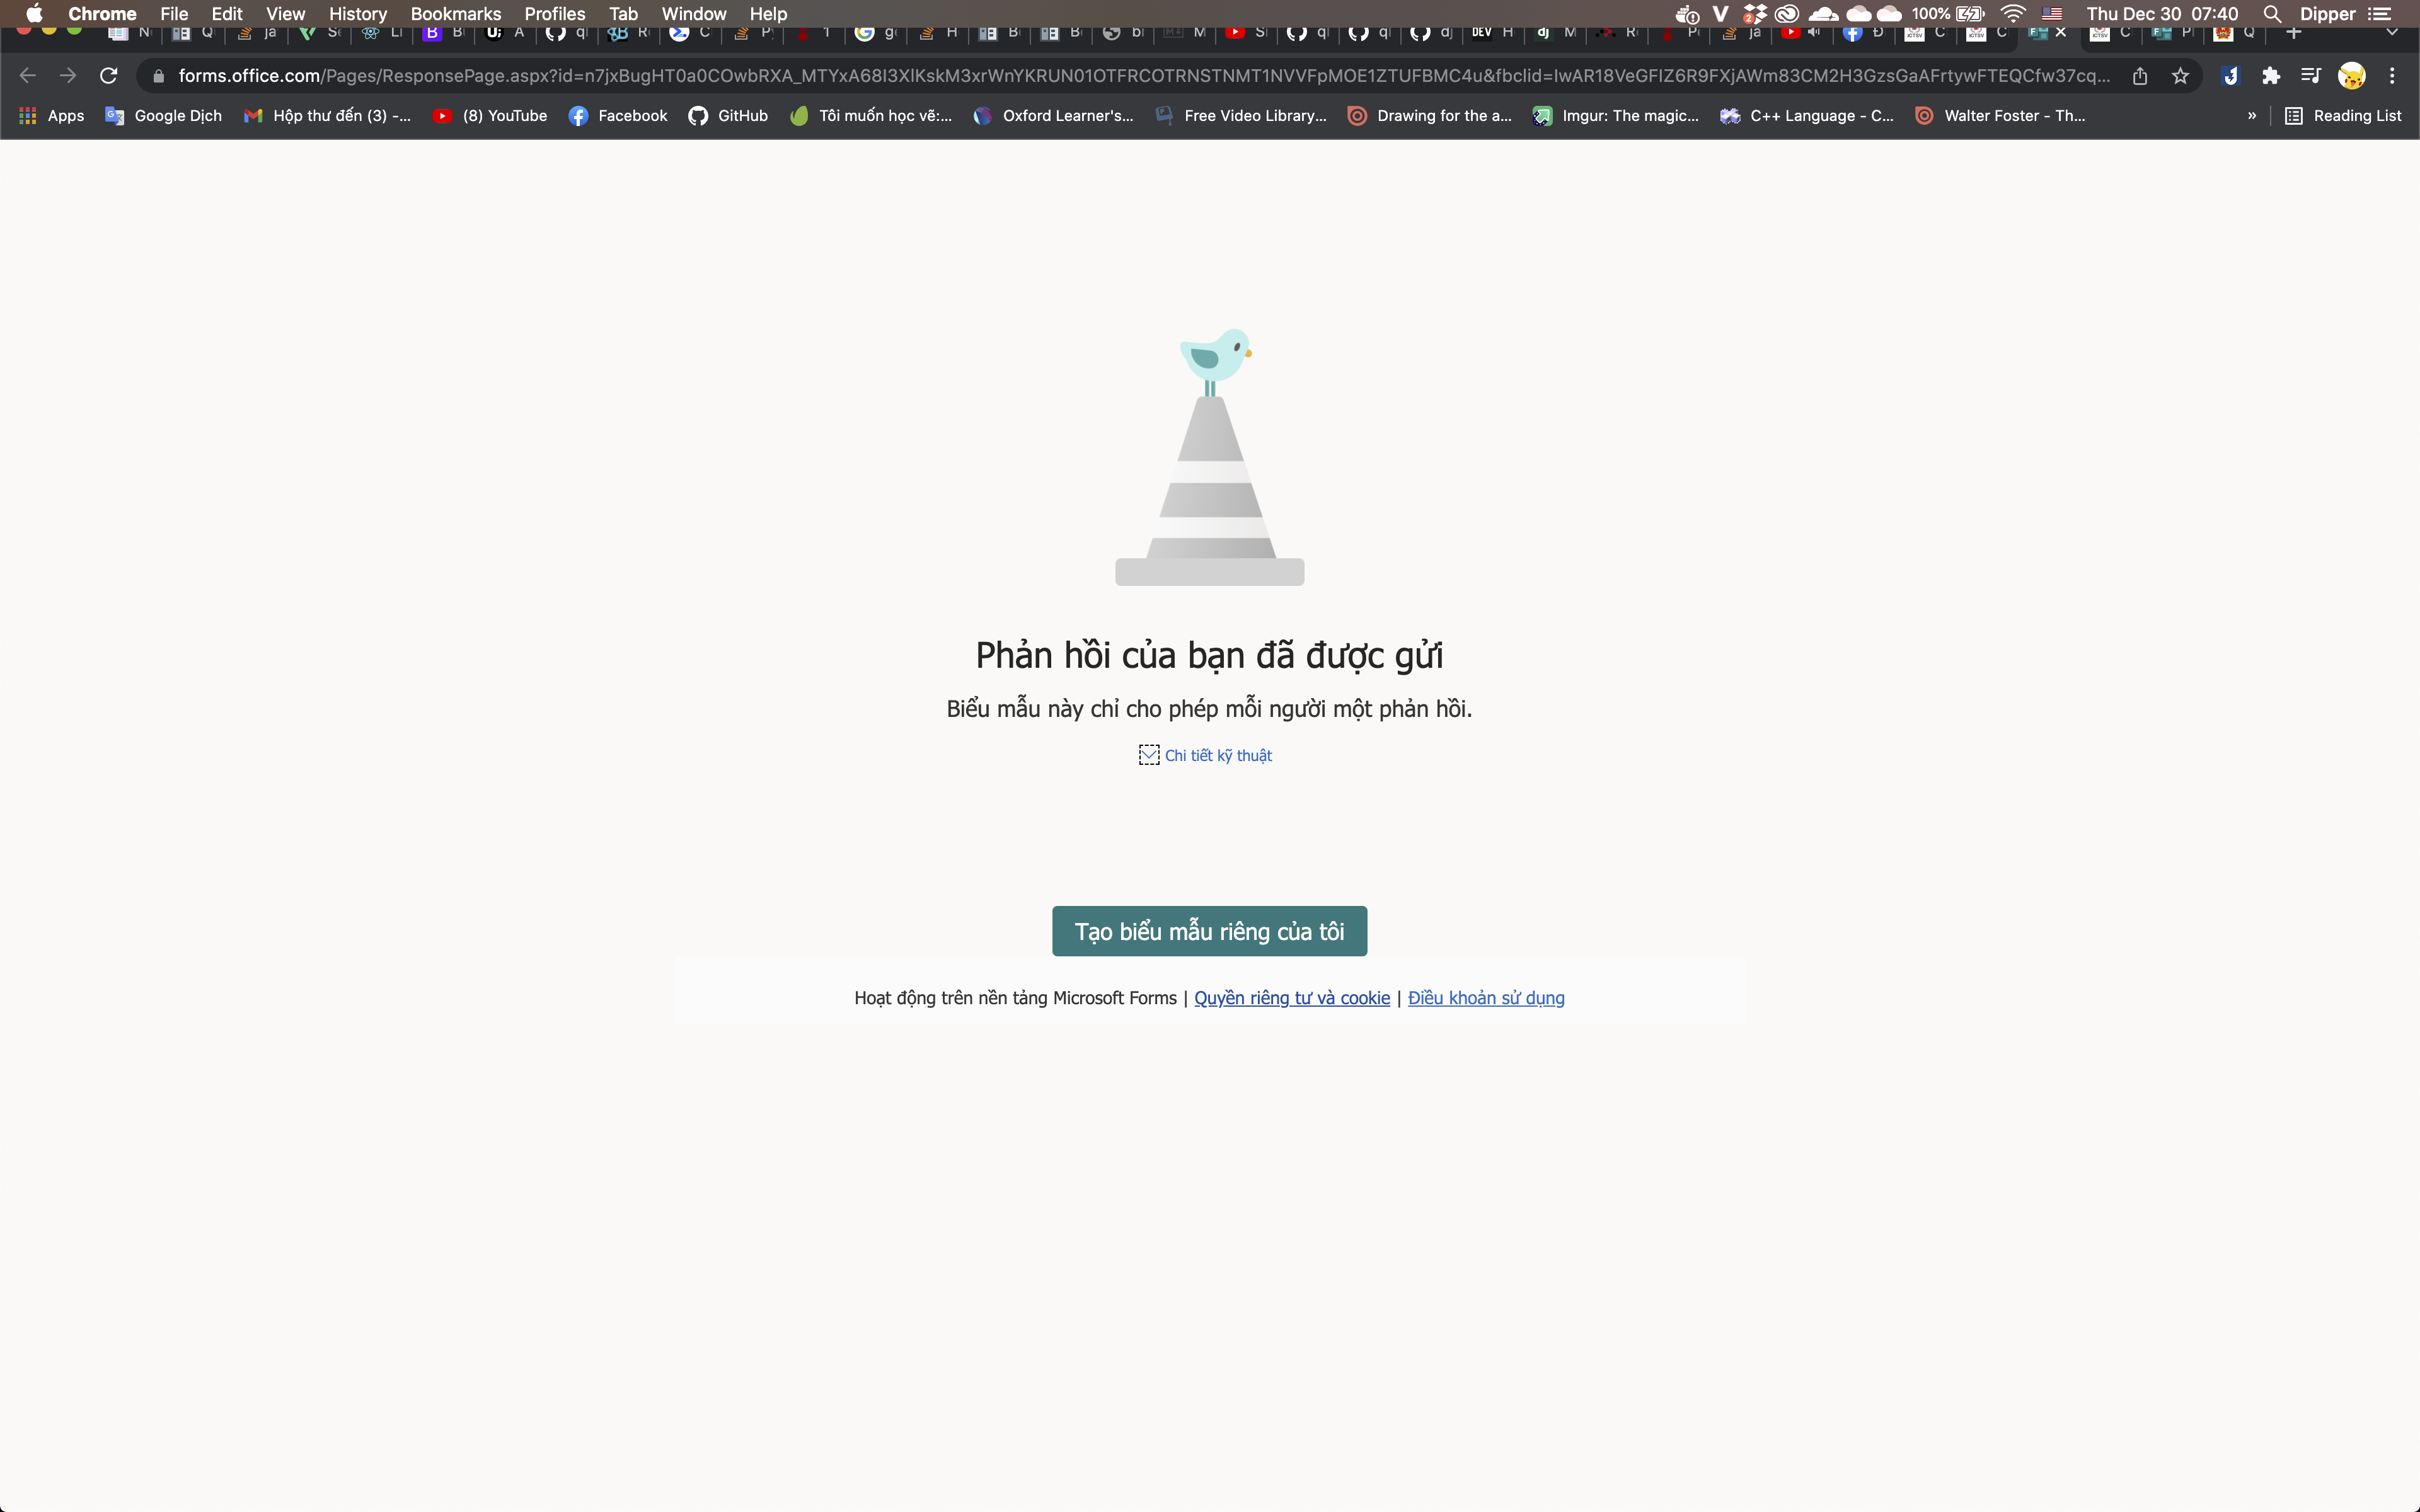 Chrome File Edit View History Bookmarks Profiles Tab Window Help 2 100% Thu Dec 30 07:40 Dipper
forms.office.com/Pages/ResponsePage.aspx?id=n7jxBugHT0a0COwbRXA_MTYxA68I3XlKskM3xrWnYKRUN01OTFRCOTRNSTNMT1NVVFpMOE1ZTUFBMC4u&fbclid=IwAR18VeGFIZ6R9FXjAWm83CM2H3GzsGaAFrtywFTEQCfw37cq...
Apps Google Dịch Hộp thư đến (3) -... (8) YouTube Facebook GitHub Tôi muốn học vẽ:... Oxford Learner's... Free Video Library... Drawing for the a... Imgur: The magic... C++ Language - C... Walter Foster - Th... » Reading List
Phản hồi của bạn đã được gửi
Biểu mẫu này chỉ cho phép mỗi người một phản hồi.
Chi tiết kỹ thuật
Tạo biểu mẫu riêng của tôi
Hoạt động trên nền tảng Microsoft Forms | Quyền riêng tư và cookie | Điều khoản sử dụng